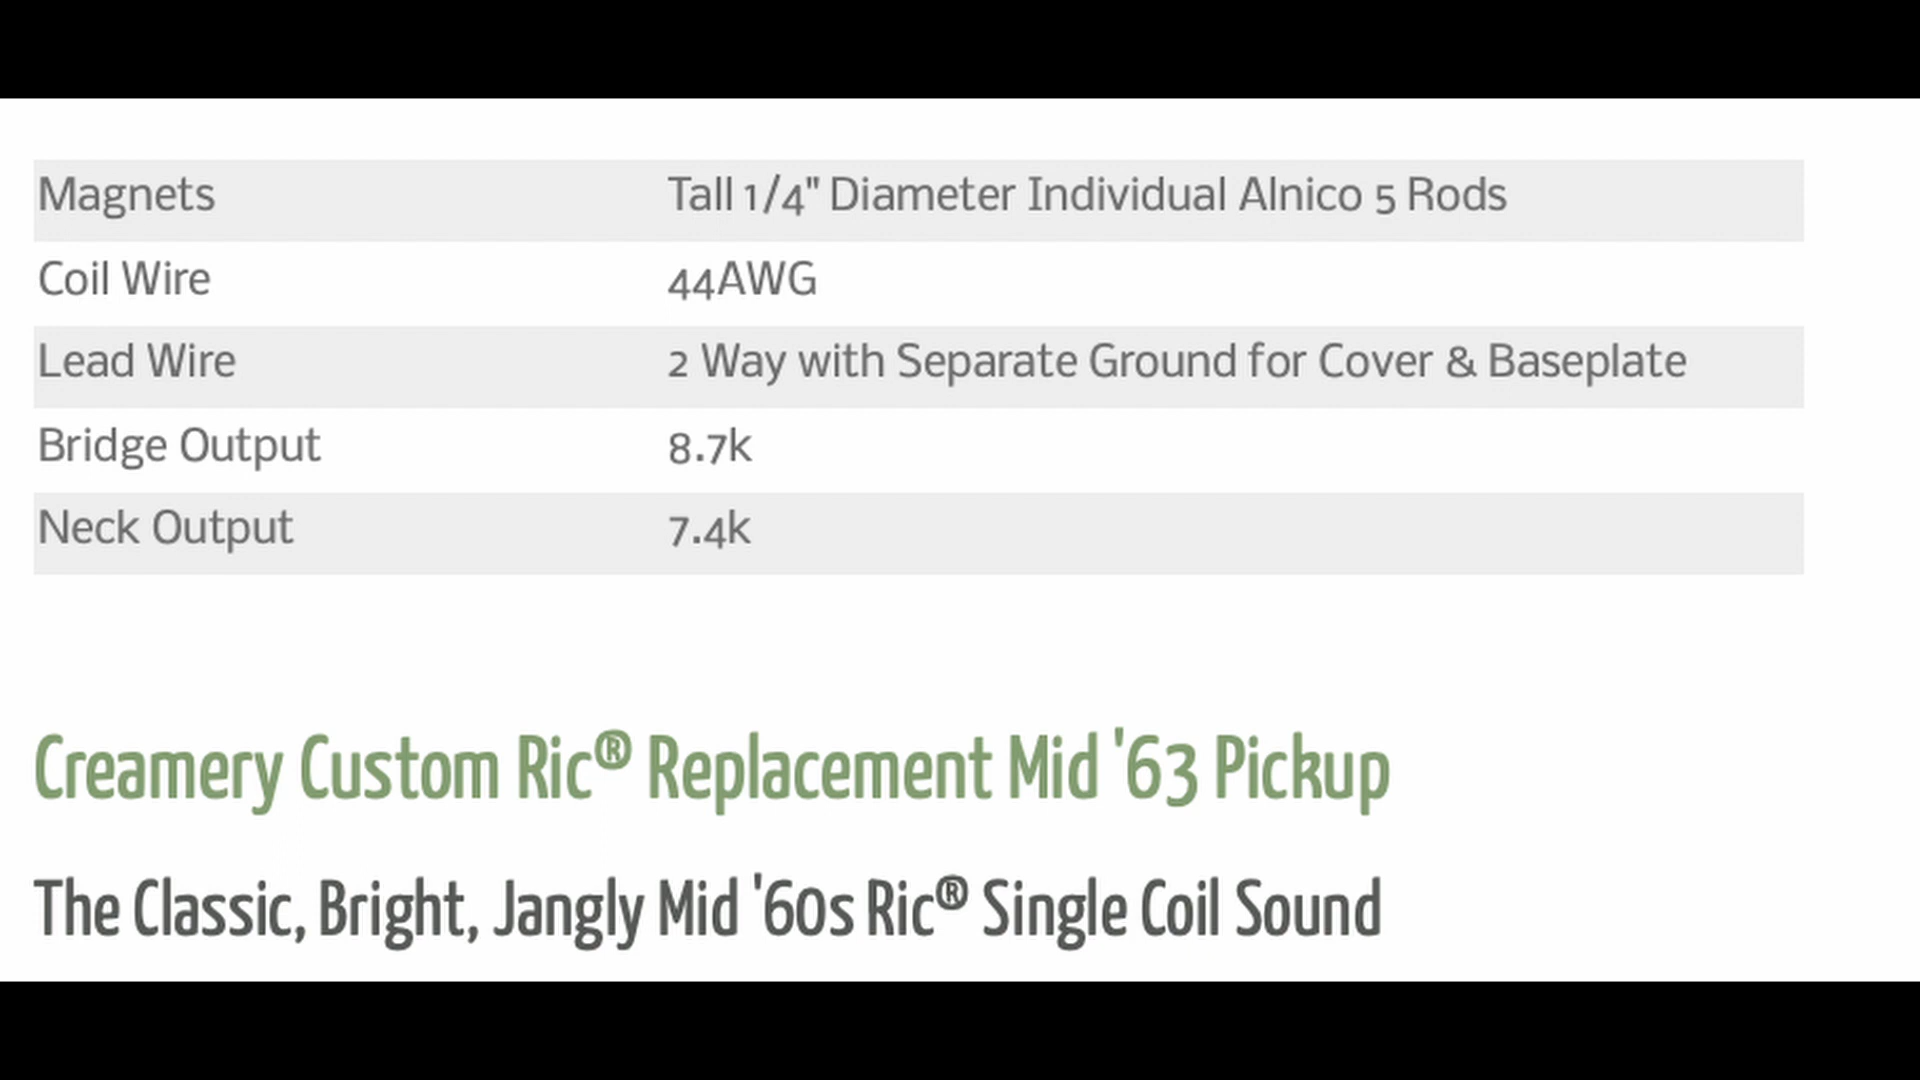 Magnets Tall 1/4" Diameter Individual Alnico 5 Rods
Coil Wire 44AWG
Lead Wire 2 Way with Separate Ground for Cover & Baseplate
Bridge Output 8.7k
Neck Output 7.4k
Creamery Custom Ric® Replacement Mid '63 Pickup
The Classic, Bright, Jangly Mid '60s Ric® Single Coil Sound